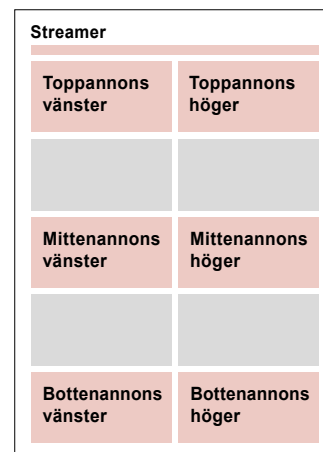 Streamer
Toppannons
vänster
Toppannons
höger
Mittenannons
vänster
Mittenannons
höger
Bottenannons
vänster
Bottenannons
höger